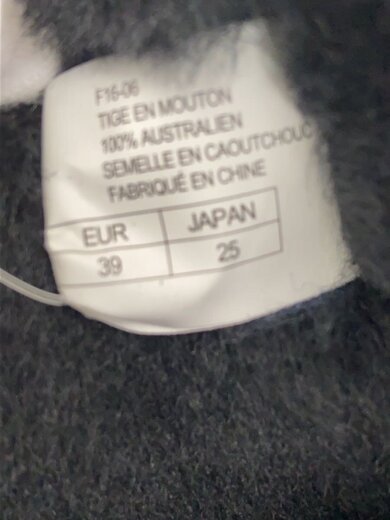 F16-06
TIGE EN MOUTON
100% AUSTRALIEN
SEMELLE EN CAOUTCHOUC
FABRIQUÉ EN CHINE
EUR JAPAN
39 25